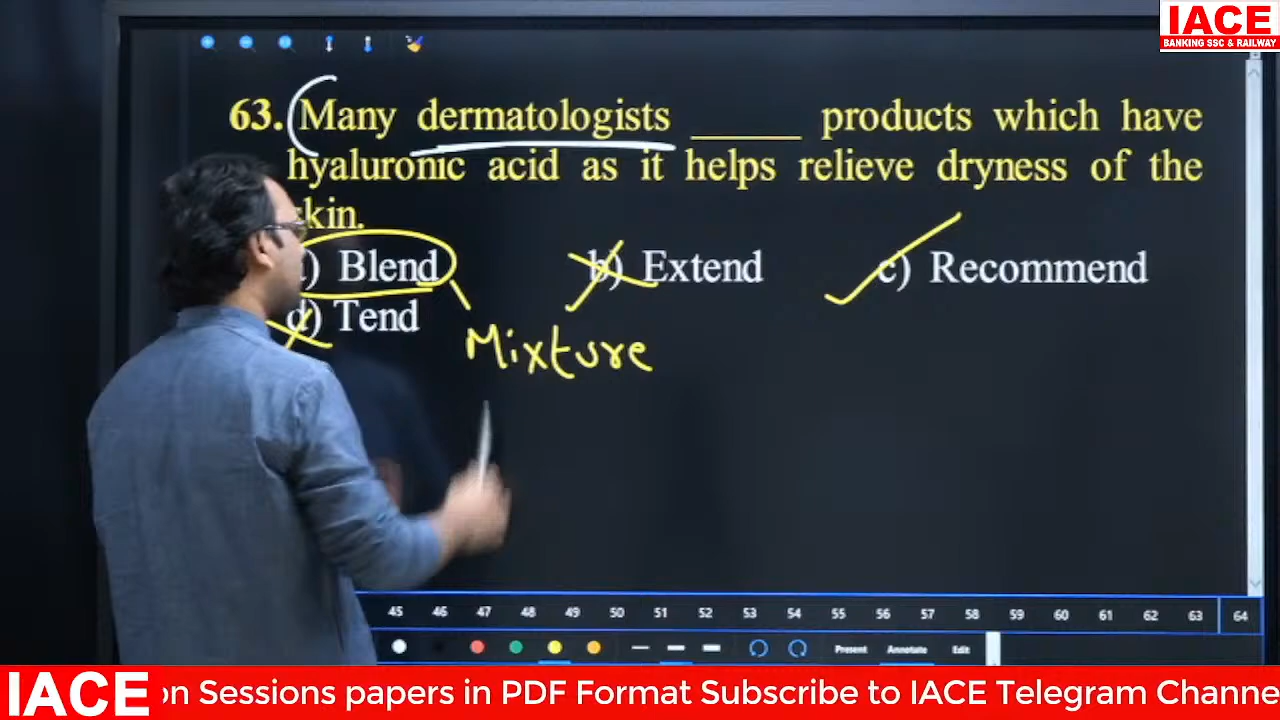 IACE
BANKING SSC & RAILWAY
63. Many dermatologists _____ products which have
hyaluronic acid as it helps relieve dryness of the
skin.
a) Blend b) Extend c) Recommend
d) Tend
Mixture
45 46 47 48 49 50 51 52 53 54 55 56 57 58 59 60 61 62 63 64
Present Annotate Edit
IACE on Sessions papers in PDF Format Subscribe to IACE Telegram Channe